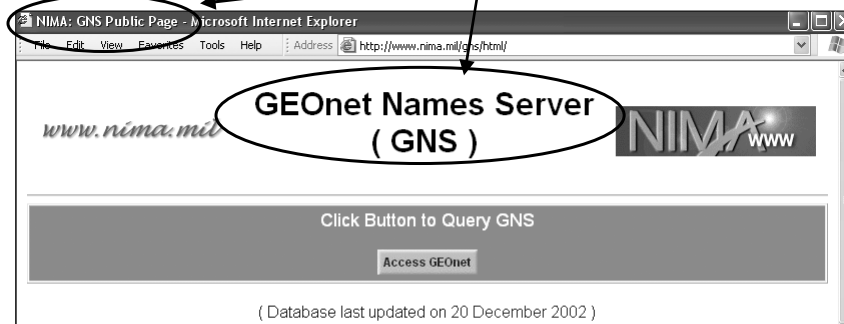 NIMA: GNS Public Page - Microsoft Internet Explorer
File Edit View Favorites Tools Help Address http://www.nima.mil/gns/html/
www.nima.mil
GEOnet Names Server
( GNS )
NIMA www
Click Button to Query GNS
Access GEOnet
( Database last updated on 20 December 2002 )